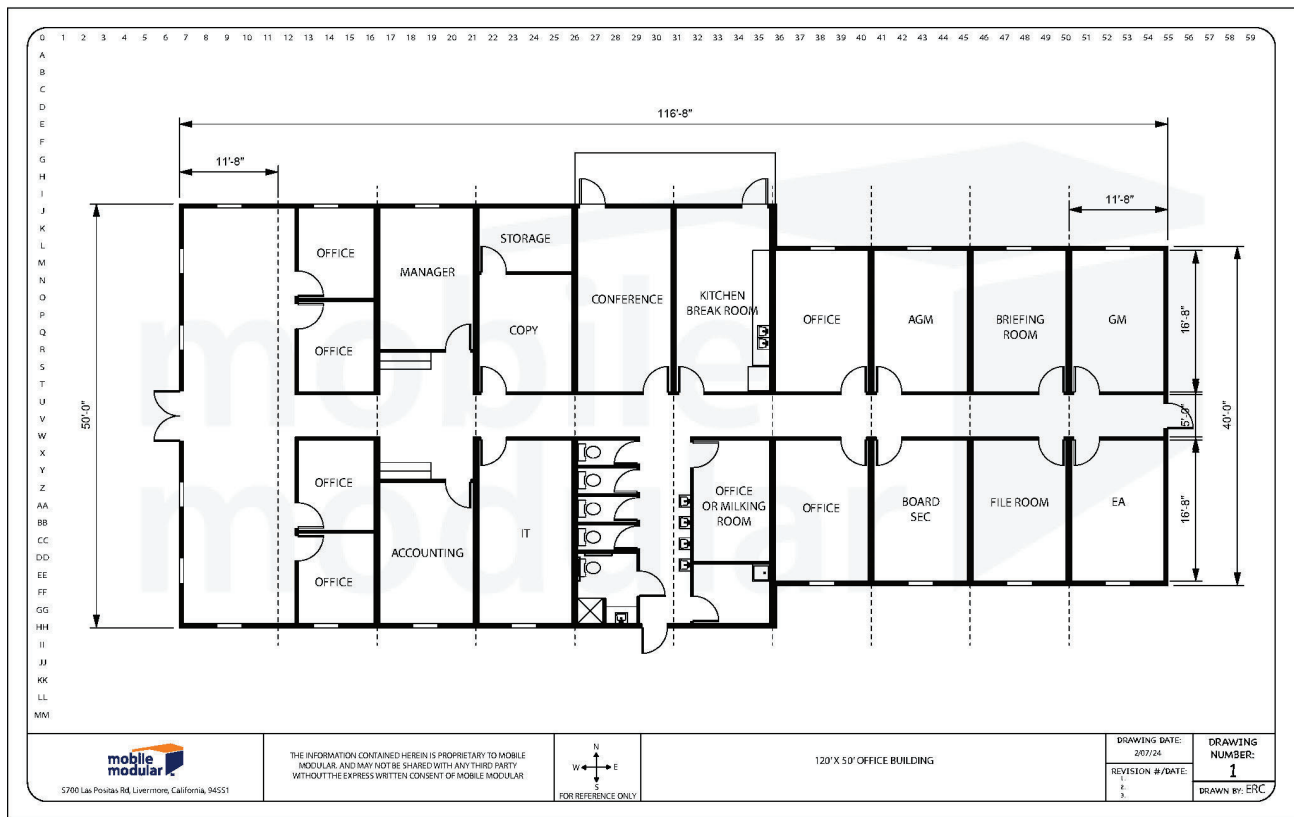 0 1 2 3 4 5 6 7 8 9 10 11 12 13 14 15 16 17 18 19 20 21 22 23 24 25 26 27 28 29 30 31 32 33 34 35 36 37 38 39 40 41 42 43 44 45 46 47 48 49 50 51 52 53 54 55 56 57 58 59
A
B
C
D
E
F
G
H
I
J
K
L
M
N
O
P
Q
R
S
T
U
V
W
X
Y
Z
AA
BB
CC
DD
EE
FF
GG
HH
II
JJ
KK
LL
MM
116'-8"
11'-8"
11'-8"
50'-0"
40'-0"
16'-8"
5'-0"
16'-8"
OFFICE
MANAGER
STORAGE
COPY
CONFERENCE
KITCHEN
BREAK ROOM
OFFICE
AGM
BRIEFING
ROOM
GM
OFFICE
OFFICE
OFFICE
ACCOUNTING
IT
OFFICE
OR MILKING
ROOM
OFFICE
BOARD
SEC
FILE ROOM
EA
mobile
modular
mobile
modular
5700 Las Positas Rd, Livermore, California, 94551
THE INFORMATION CONTAINED HEREIN IS PROPRIETARY TO MOBILE
MODULAR. AND MAY NOT BE SHARED WITH ANY THIRD PARTY
WITHOUT THE EXPRESS WRITTEN CONSENT OF MOBILE MODULAR
N
W E
S
FOR REFERENCE ONLY
120' X 50' OFFICE BUILDING
DRAWING DATE:
2/07/24
REVISION #/DATE:
1.
2.
3.
DRAWING
NUMBER:
1
DRAWN BY: ERC